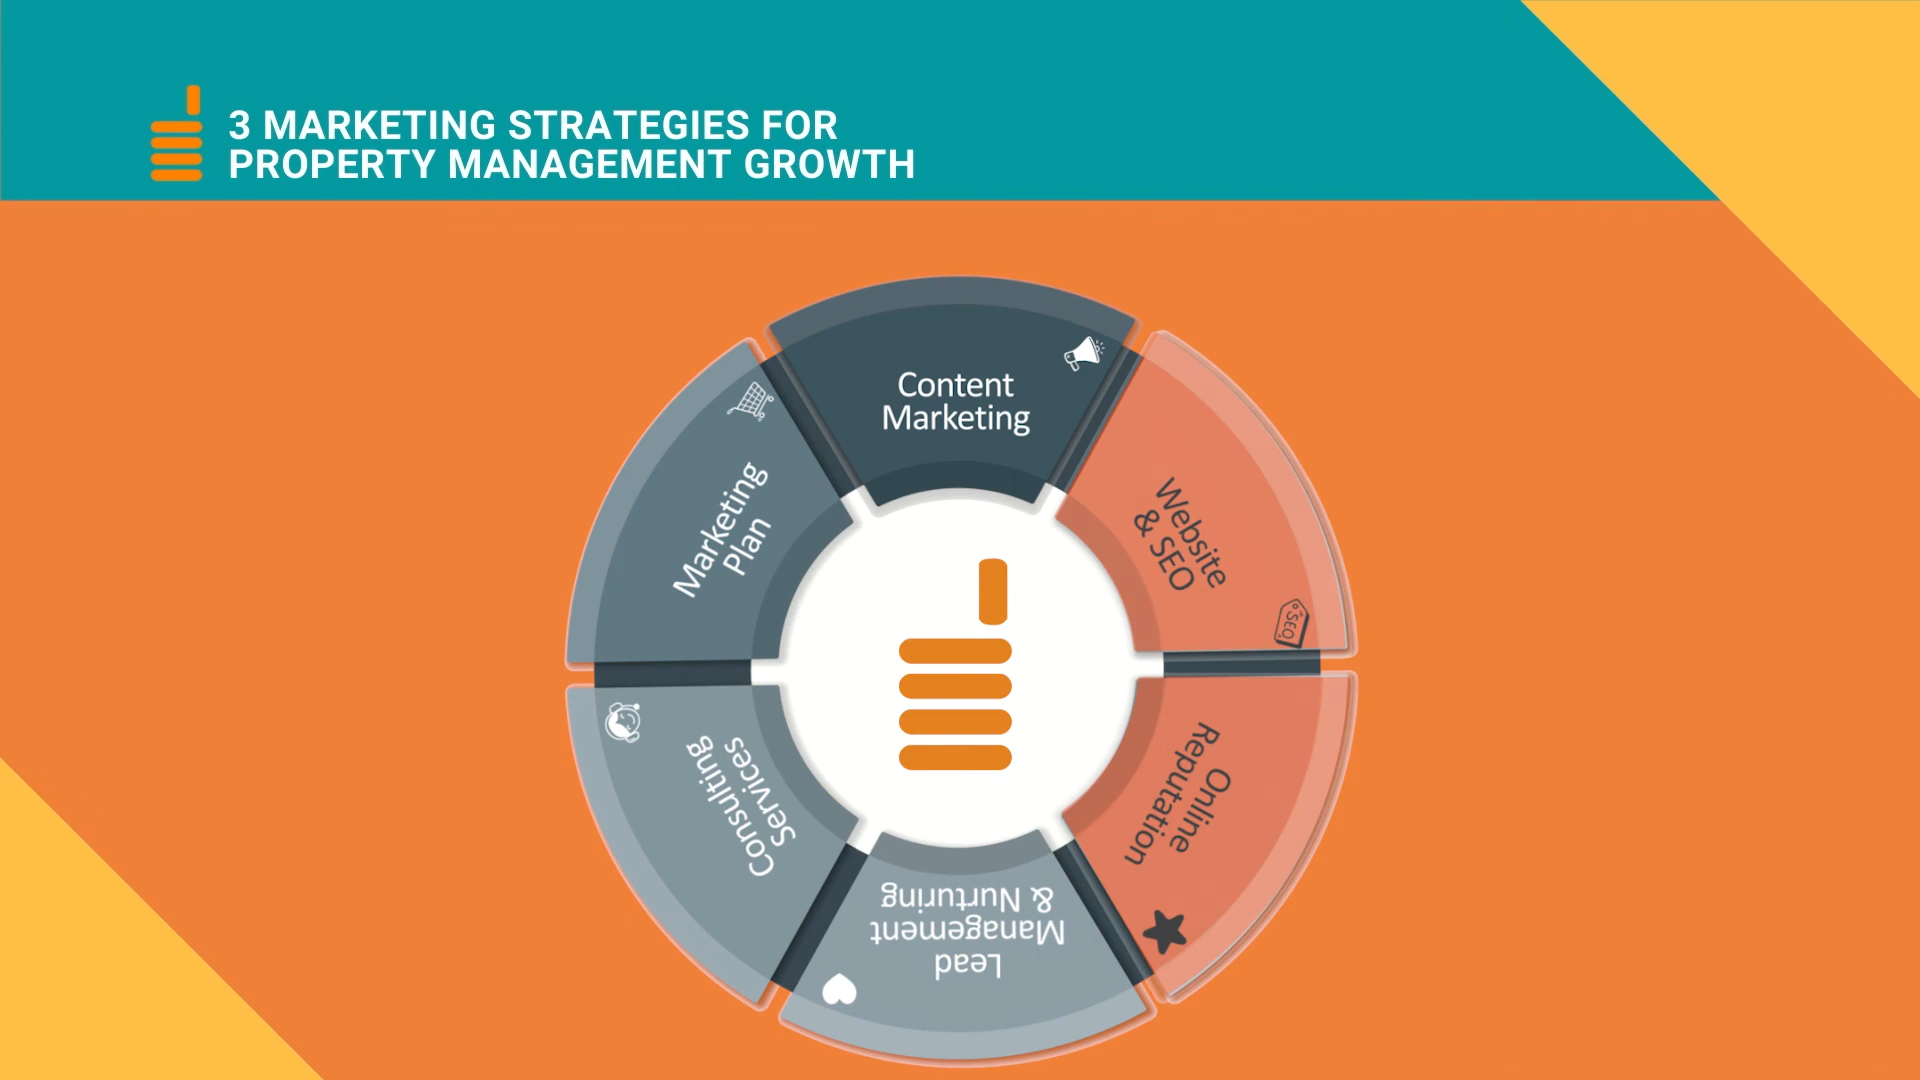 3 MARKETING STRATEGIES FOR
PROPERTY MANAGEMENT GROWTH
Content
Marketing
Website
& SEO
SEO
Online
Reputation
Lead
Management
& Nurturing
Consulting
Services
Marketing
Plan